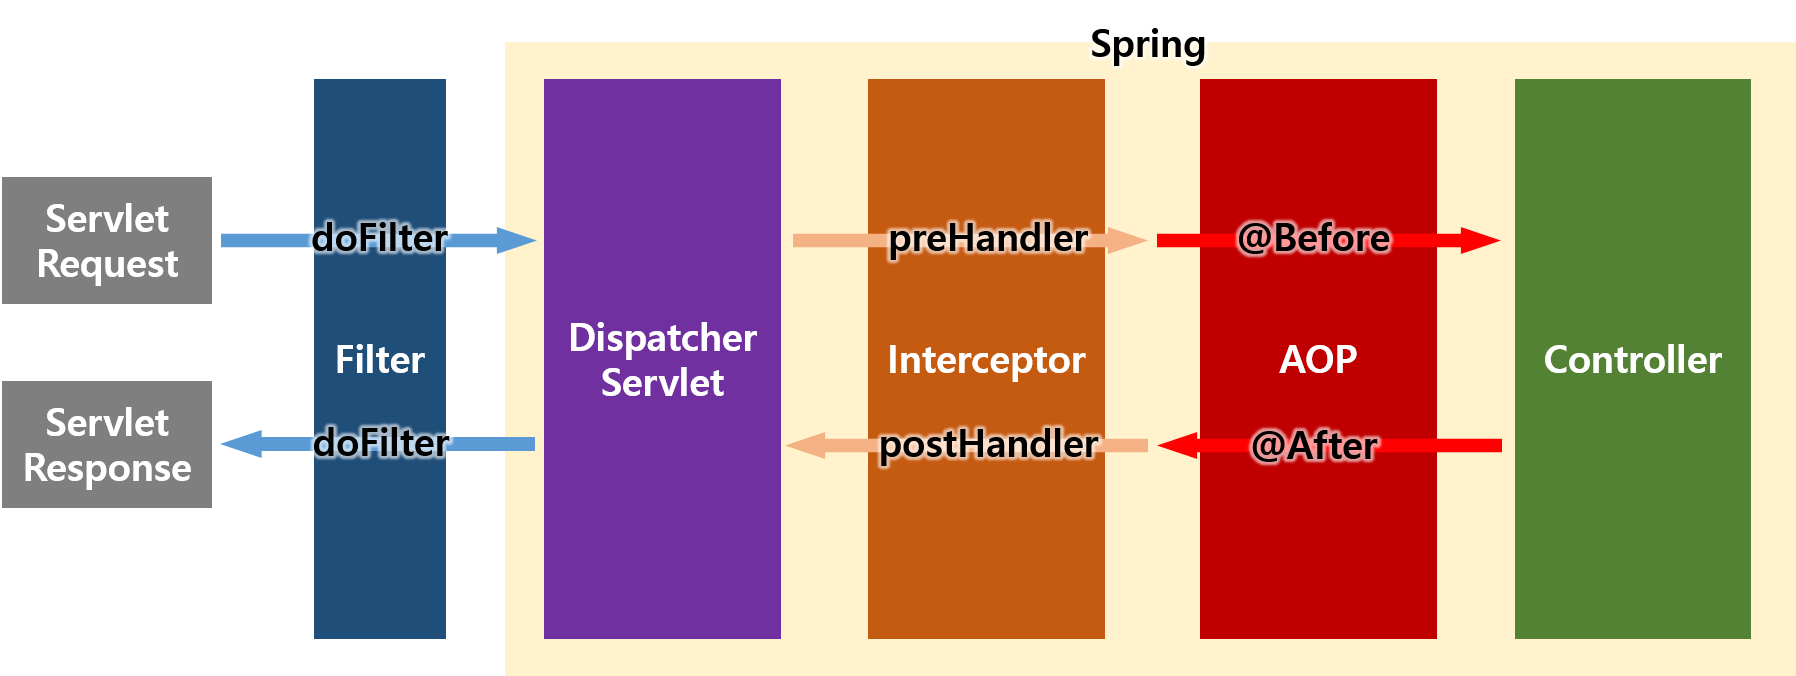 Spring
Servlet
Request
doFilter
preHandler
@Before
Filter
Dispatcher
Servlet
Interceptor
AOP
Controller
Servlet
Response
doFilter
postHandler
@After